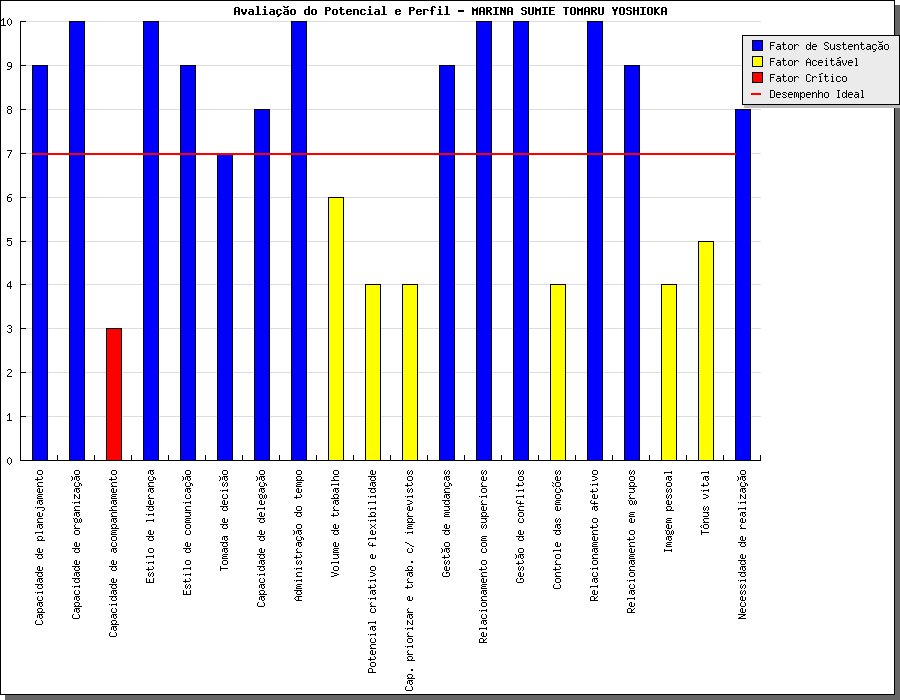 Avaliação do Potencial e Perfil - MARINA SUMIE TOMARU YOSHIOKA
Fator de Sustentação
Fator Aceitável
Fator Crítico
Desempenho Ideal
10
9
8
7
6
5
4
3
2
1
0
Capacidade de planejamento
Capacidade de organização
Capacidade de acompanhamento
Estilo de liderança
Estilo de comunicação
Tomada de decisão
Capacidade de delegação
Administração do tempo
Volume de trabalho
Potencial criativo e flexibilidade
Cap. priorizar e trab. c/ imprevistos
Gestão de mudanças
Relacionamento com superiores
Gestão de conflitos
Controle das emoções
Relacionamento afetivo
Relacionamento em grupos
Imagem pessoal
Tônus vital
Necessidade de realização